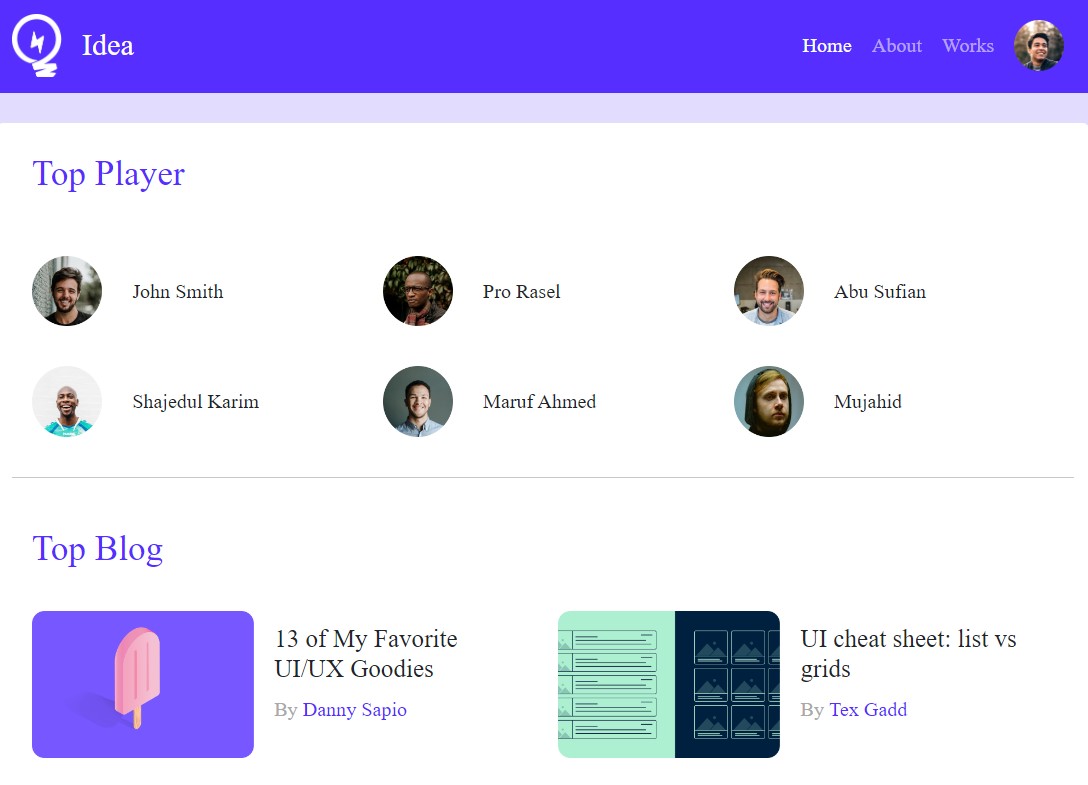 Idea
Home About Works
Top Player
John Smith Pro Rasel Abu Sufian
Shajedul Karim Maruf Ahmed Mujahid
Top Blog
13 of My Favorite
UI/UX Goodies
By Danny Sapio
UI cheat sheet: list vs
grids
By Tex Gadd